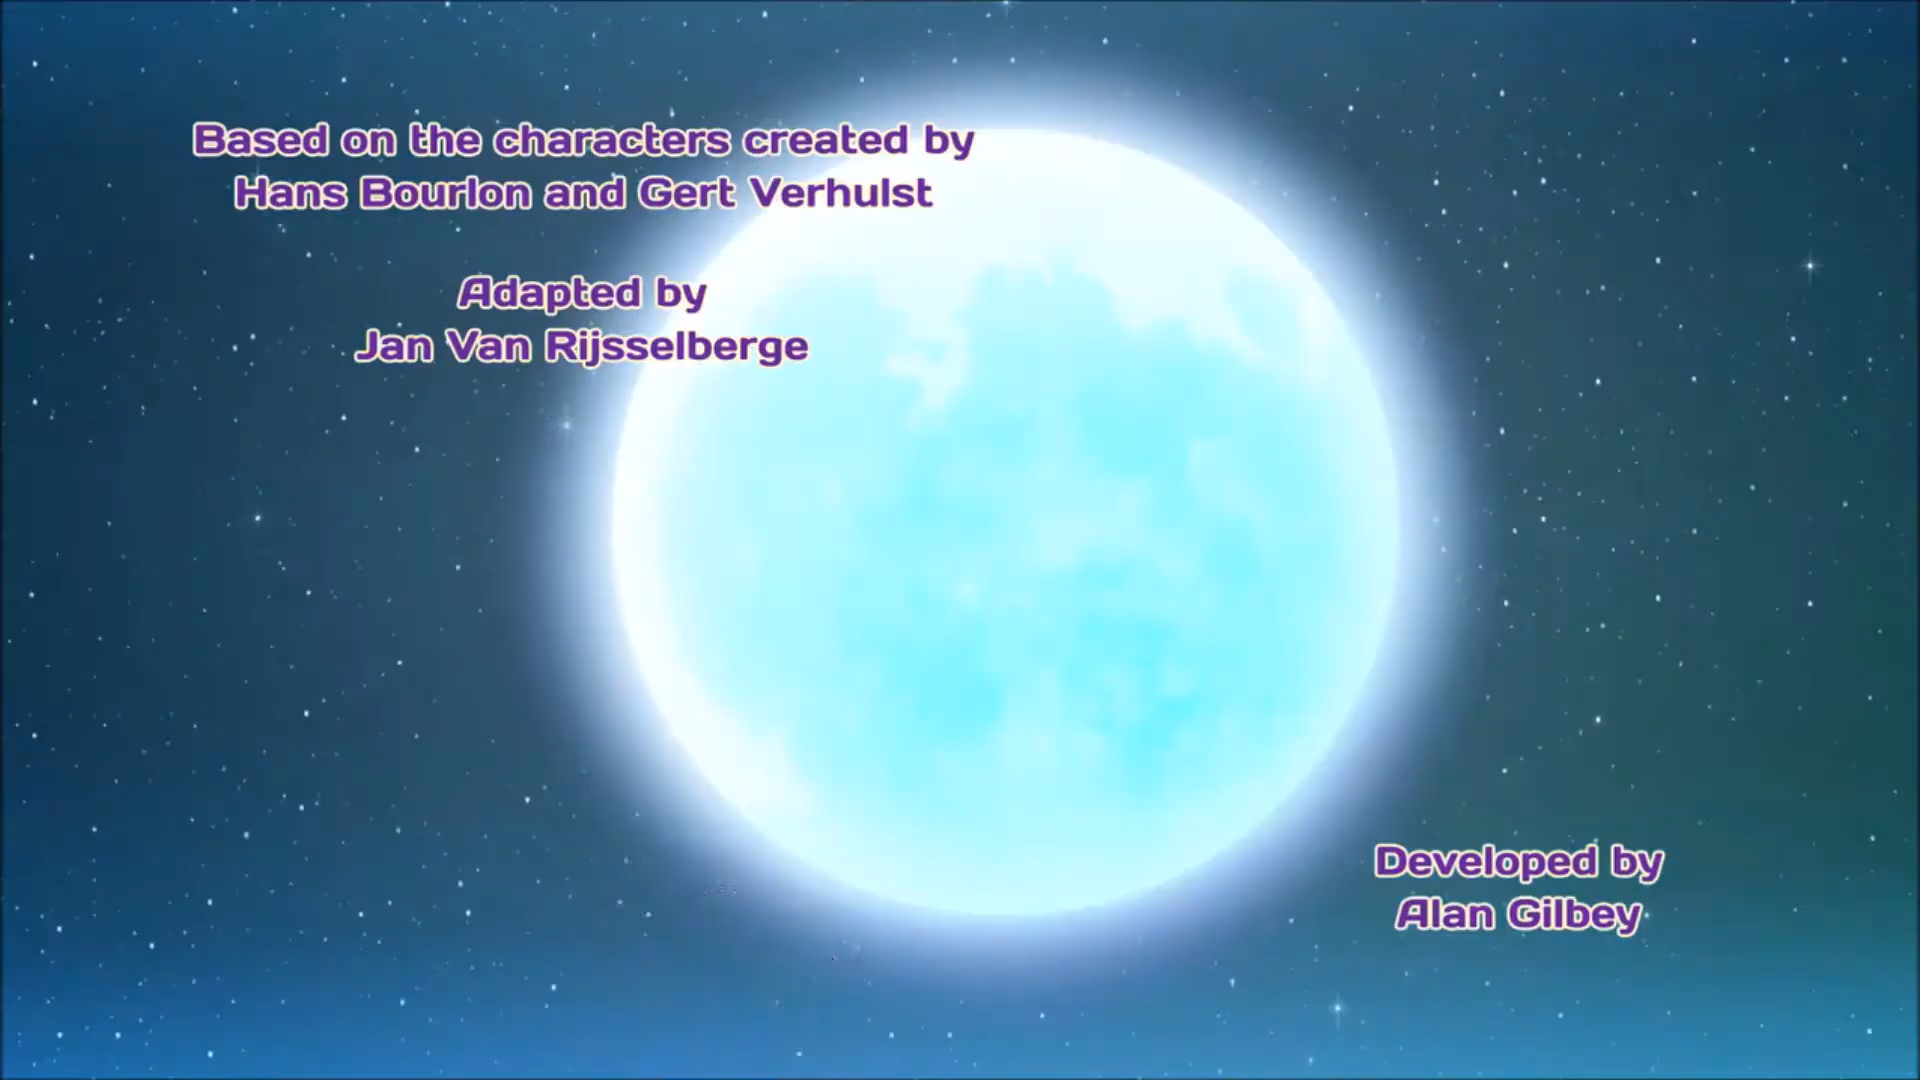 Based on the characters created by
Hans Bourlon and Gert Verhulst
Adapted by
Jan Van Rijsselberge
Developed by
Alan Gilbey